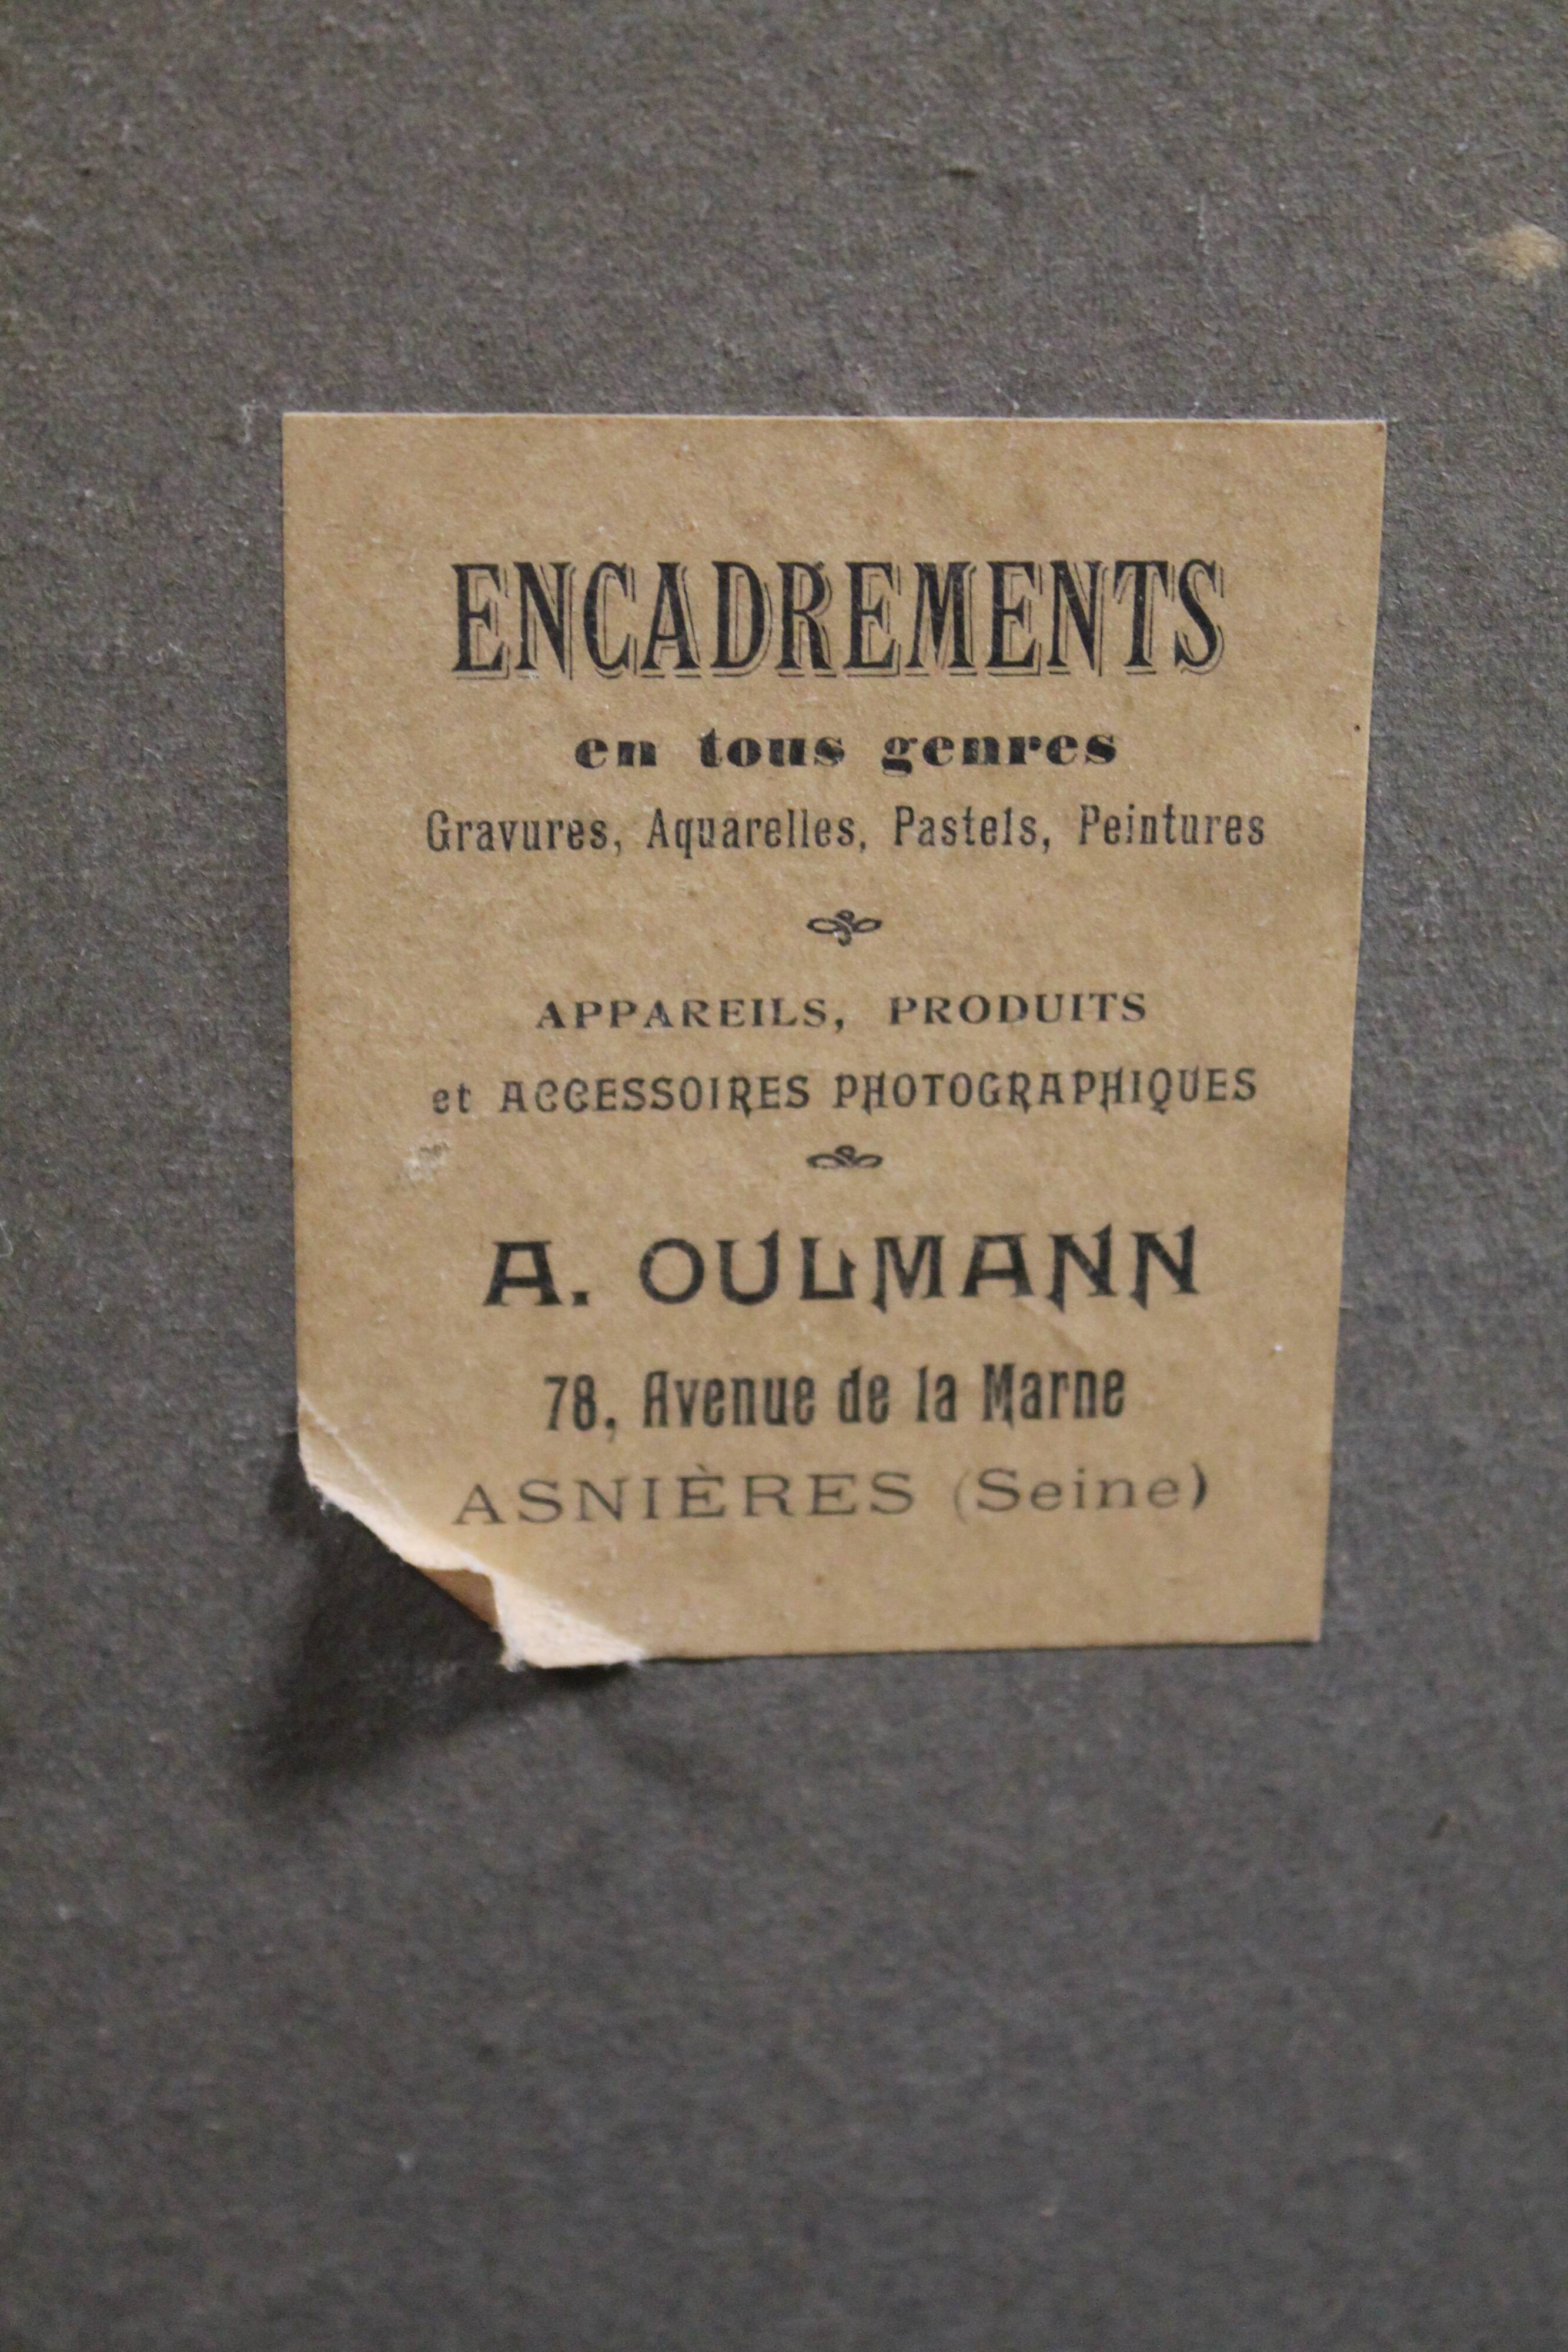 ENCADREMENTS
en tous genres
Gravures, Aquarelles, Pastels, Peintures
APPAREILS, PRODUITS
et ACCESSOIRES PHOTOGRAPHIQUES
A. OULMANN
78, Avenue de la Marne
ASNIÈRES (Seine)